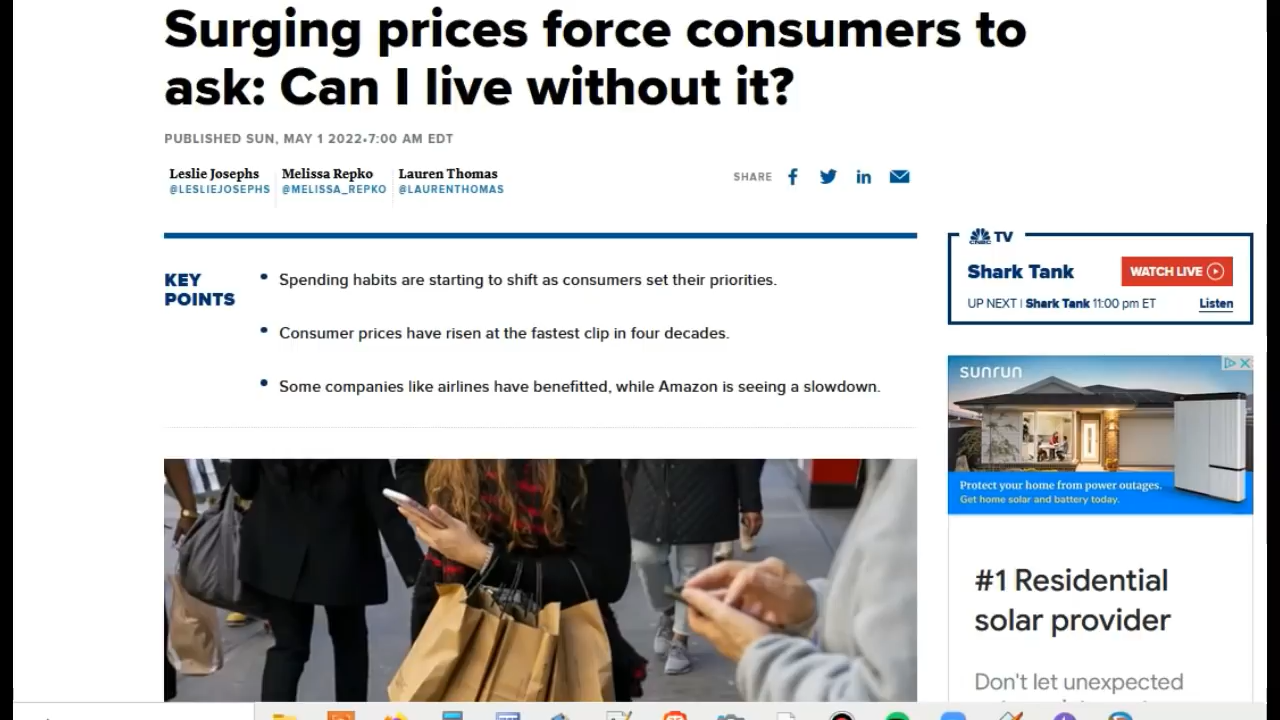 Surging prices force consumers to
ask: Can I live without it?
PUBLISHED SUN, MAY 1 2022•7:00 AM EDT
Leslie Josephs
@LESLIEJOSEPHS
Melissa Repko
@MELISSA_REPKO
Lauren Thomas
@LAURENTHOMAS
SHARE
KEY
POINTS
• Spending habits are starting to shift as consumers set their priorities.
• Consumer prices have risen at the fastest clip in four decades.
• Some companies like airlines have benefitted, while Amazon is seeing a slowdown.
CNBC TV
Shark Tank
WATCH LIVE
UP NEXT | Shark Tank 11:00 pm ET
Listen
sunrun
Protect your home from power outages.
Get home solar and battery today.
#1 Residential
solar provider
Don't let unexpected